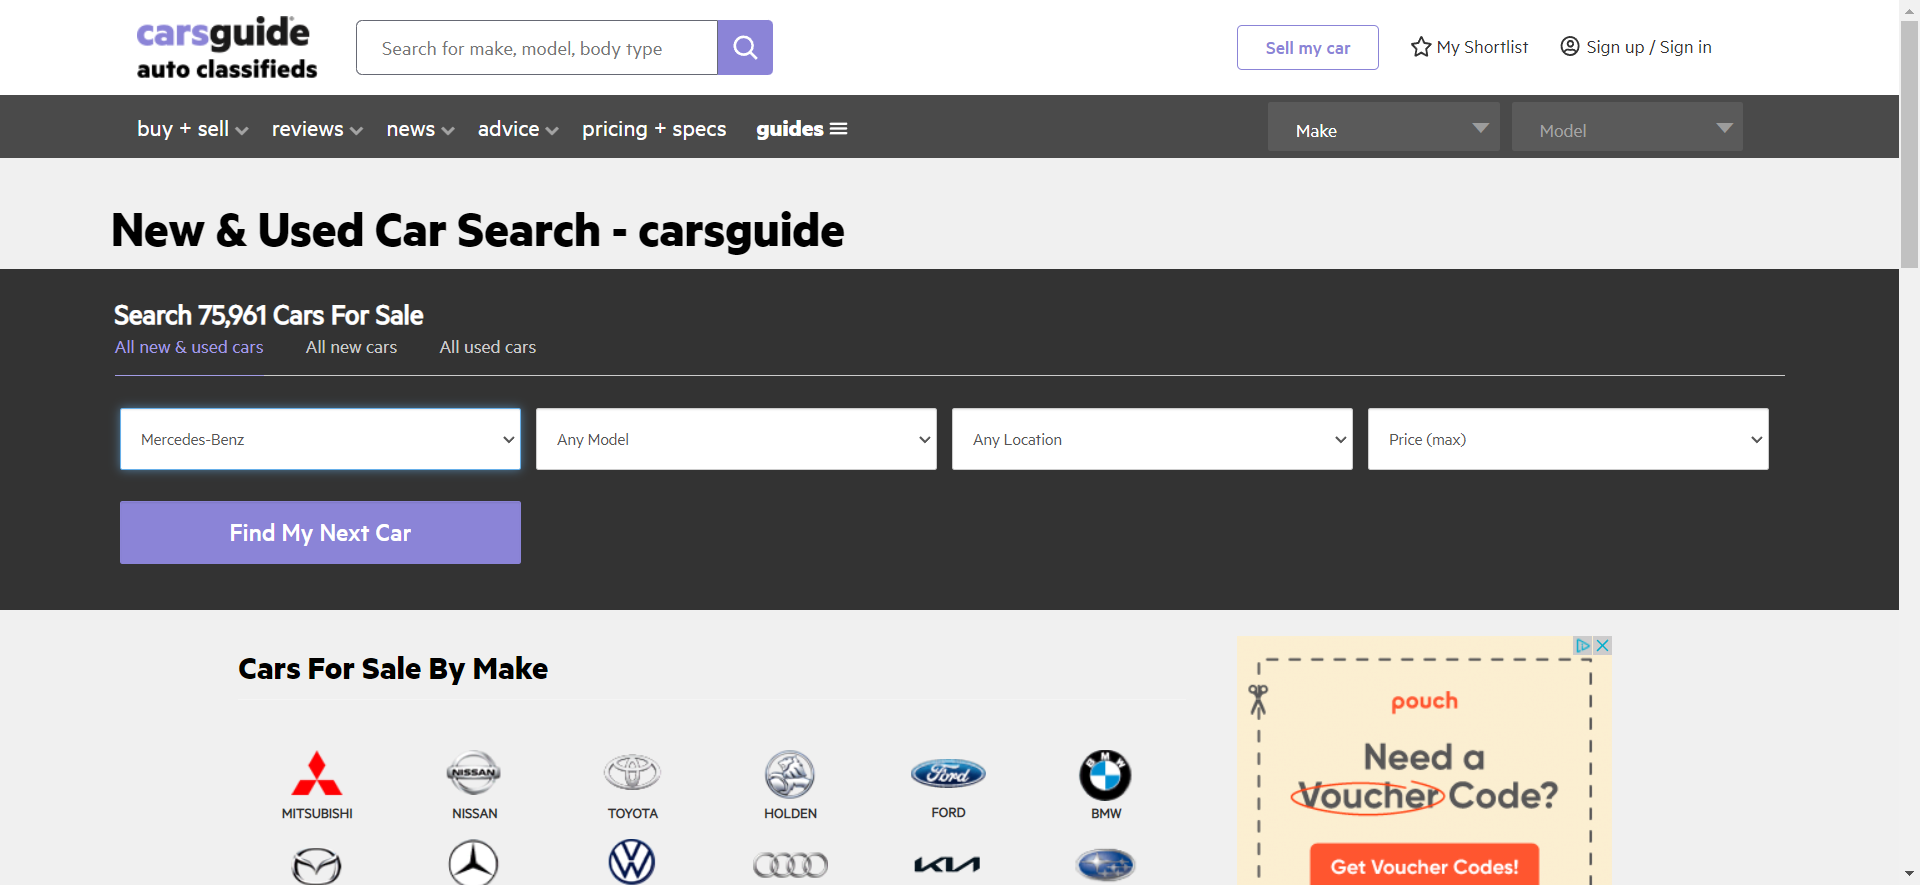 carsguide
auto classifieds
Search for make, model, body type
Sell my car
My Shortlist
Sign up / Sign in
buy + sell
reviews
news
advice
pricing + specs
guides
Make
Model
New & Used Car Search - carsguide
Search 75,961 Cars For Sale
All new & used cars
All new cars
All used cars
Mercedes-Benz
Any Model
Any Location
Price (max)
Find My Next Car
Cars For Sale By Make
NISSAN
Ford
BMW
MITSUBISHI
NISSAN
TOYOTA
HOLDEN
FORD
BMW
KIA
pouch
Need a
Voucher Code?
Get Voucher Codes!